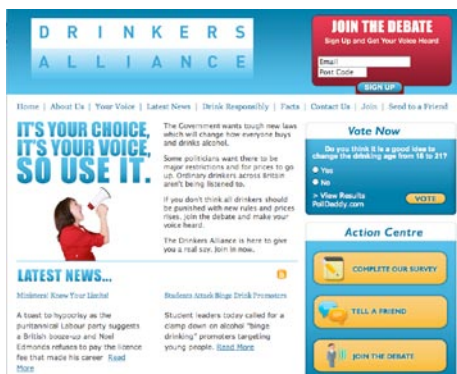 DRINKERS
ALLIANCE
JOIN THE DEBATE
Sign Up and Get Your Voice Heard
Email
Post Code
SIGN UP
Home | About Us | Your Voice | Latest News | Drink Responsibly | Facts | Contact Us | Join | Send to a Friend
IT'S YOUR CHOICE,
IT'S YOUR VOICE,
SO USE IT.
The Government wants tough new laws
which will change how everyone buys
and drinks alcohol.
Some politicians want there to be
major restrictions and for prices to go
up. Ordinary drinkers across Britain
aren't being listened to.
If you don't think all drinkers should
be punished with new rules and prices
rises, join the debate and make your
voice heard.
The Drinkers Alliance is here to give
you a real say. Join in now.
Vote Now
Do you think it is a good idea to
change the drinking age from 18 to 21?
Yes
No
> View Results
PollDaddy.com
VOTE
Action Centre
COMPLETE OUR SURVEY
TELL A FRIEND
JOIN THE DEBATE
LATEST NEWS...
Ministers! Know Your Limits!
A toast to hypocrisy as the
puritannical Labour party suggests
a British booze-up and Noel
Edmonds refuses to pay the licence
fee that made his career Read
More
Students Attack Binge Drink Promoters
Student leaders today called for a
clamp down on alcohol "binge
drinking" promoters targeting
young people. Read More